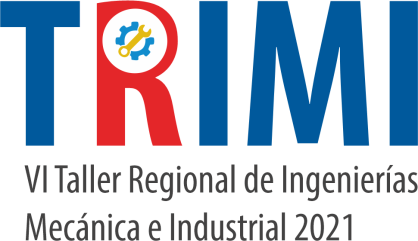 TRIMI
VI Taller Regional de Ingenierías
Mecánica e Industrial 2021